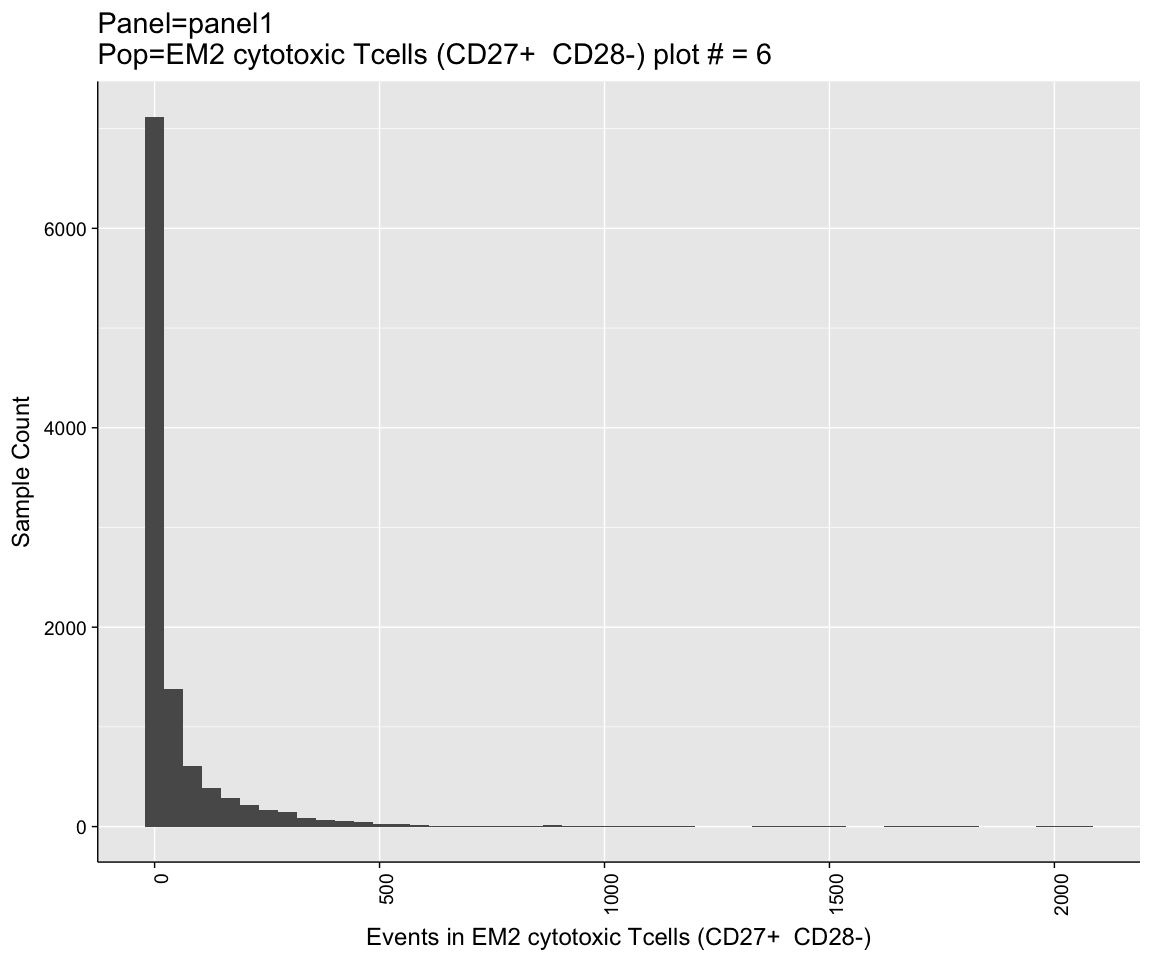 Panel=panel1
Pop=EM2 cytotoxic Tcells (CD27+  CD28-) plot # = 6
Sample Count
6000
4000
2000
0
0
500
1000
1500
2000
Events in EM2 cytotoxic Tcells (CD27+  CD28-)